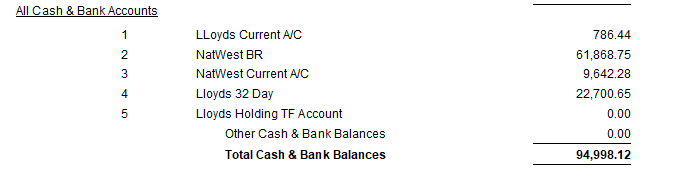 All Cash & Bank Accounts
1 LLoyds Current A/C 786.44
2 NatWest BR 61,868.75
3 NatWest Current A/C 9,642.28
4 Lloyds 32 Day 22,700.65
5 Lloyds Holding TF Account 0.00
Other Cash & Bank Balances 0.00
Total Cash & Bank Balances 94,998.12